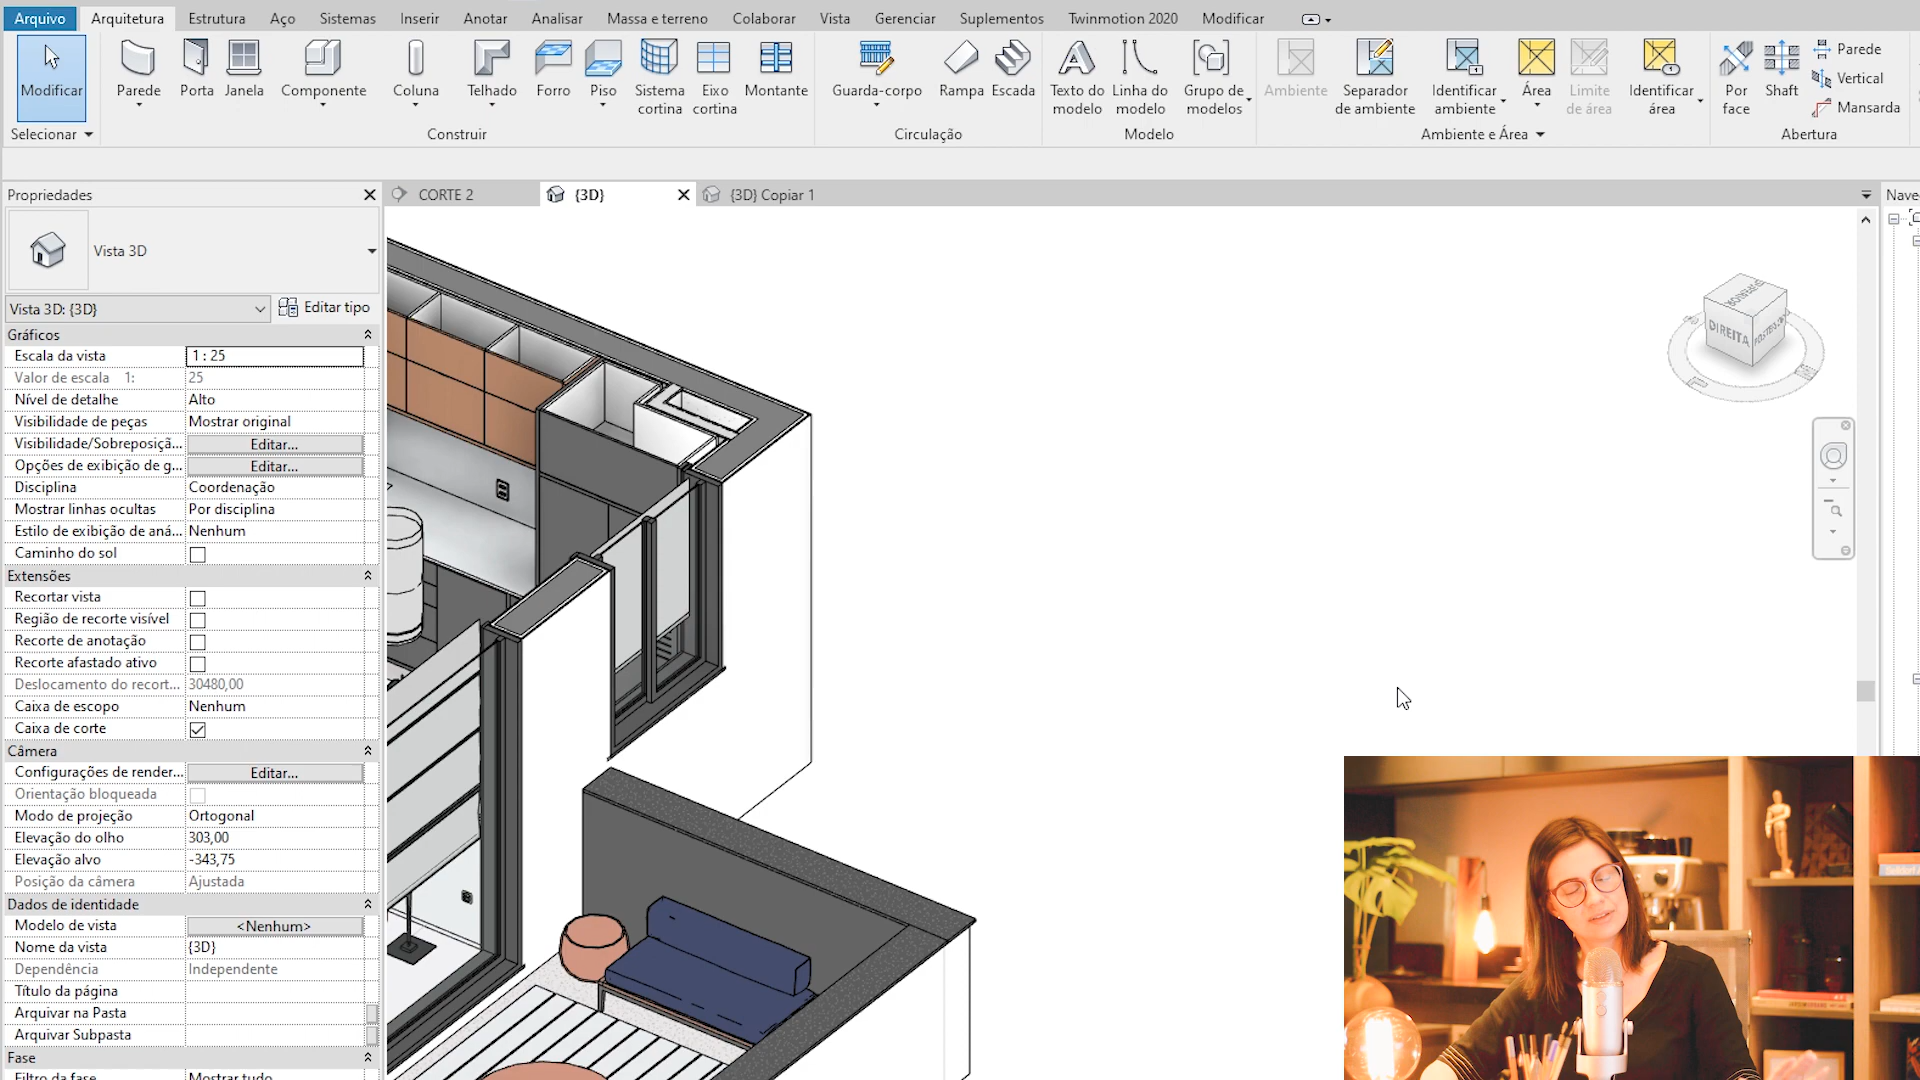 Arquivo Arquitetura Estrutura Aço Sistemas Inserir Anotar Analisar Massa e terreno Colaborar Vista Gerenciar Suplementos Twinmotion 2020 Modificar
Modificar Parede Porta Janela Componente Coluna Telhado Forro Piso Sistema cortina Eixo cortina Montante Guarda-corpo Rampa Escada Texto do modelo Linha do modelo Grupo de modelos Ambiente Separador de ambiente Identificar ambiente Área Limite de área Identificar área Por face Shaft Parede Vertical Mansarda
Selecionar Construir Circulação Modelo Ambiente e Área Abertura
Propriedades
CORTE 2 {3D} {3D} Copiar 1
Nave
Vista 3D
Vista 3D: {3D} Editar tipo
Gráficos
Escala da vista 1 : 25
Valor de escala 1: 25
Nível de detalhe Alto
Visibilidade de peças Mostrar original
Visibilidade/Sobreposiçã... Editar...
Opções de exibição de g... Editar...
Disciplina Coordenação
Mostrar linhas ocultas Por disciplina
Estilo de exibição de aná... Nenhum
Caminho do sol
Extensões
Recortar vista
Região de recorte visível
Recorte de anotação
Recorte afastado ativo
Deslocamento do recort... 30480,00
Caixa de escopo Nenhum
Caixa de corte
Câmera
Configurações de render... Editar...
Orientação bloqueada
Modo de projeção Ortogonal
Elevação do olho 303,00
Elevação alvo -343,75
Posição da câmera Ajustada
Dados de identidade
Modelo de vista <Nenhum>
Nome da vista {3D}
Dependência Independente
Título da página
Arquivar na Pasta
Arquivar Subpasta
Fase
Filtro da fase Mostrar tudo
DIREITA